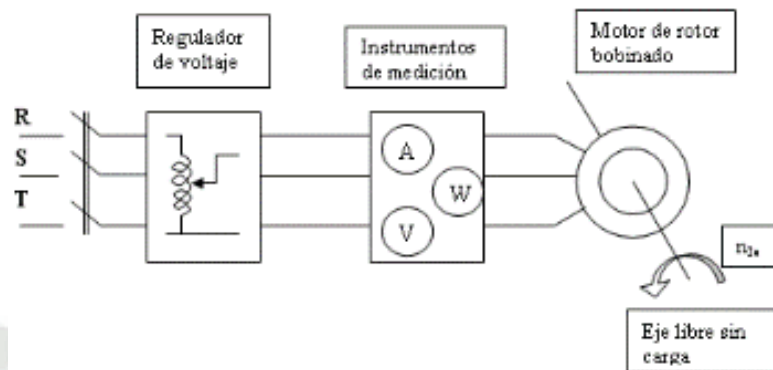 Regulador
de voltaje
Instrumentos
de medición
Motor de rotor
bobinado
R
S
T
A
W
V
Eje libre sin
carga